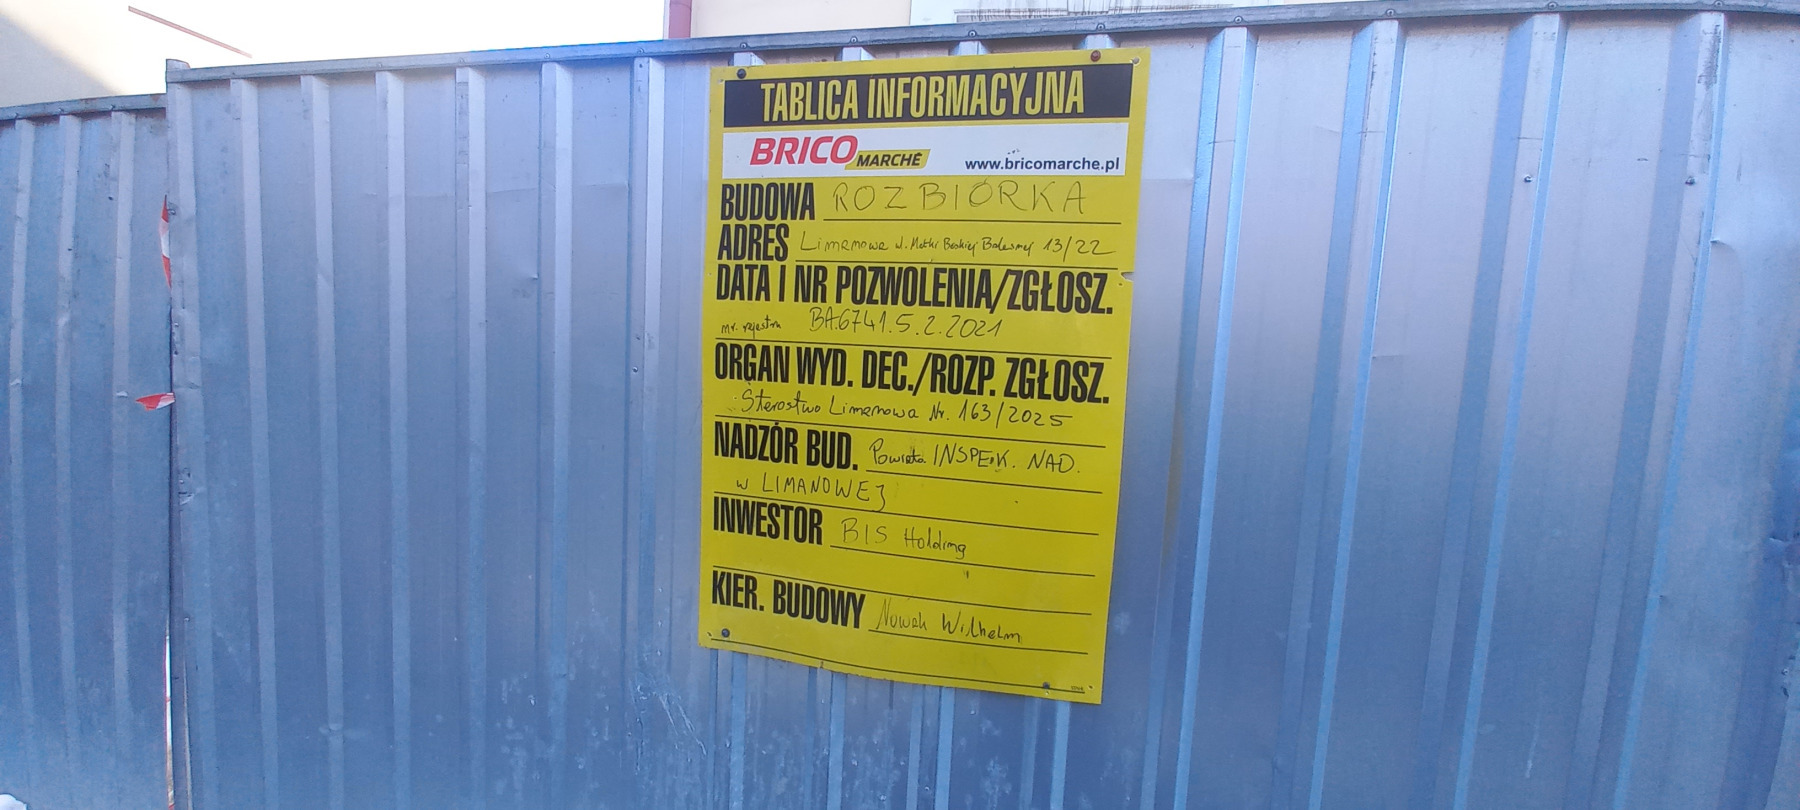 TABLICA INFORMACYJNA
BRICO MARCHÉ www.bricomarche.pl
BUDOWA ROZBIÓRKA
ADRES Limanowa ul. Matki Boskiej Bolesnej 13/22
DATA I NR POZWOLENIA/ZGŁOSZ.
nr. rejestru BA.6741.5.2.2021
ORGAN WYD. DEC./ROZP. ZGŁOSZ.
Starostwo Limanowa Nr. 163/2025
NADZÓR BUD. INSPEK. NAD.
w LIMANOWEJ
INWESTOR BIS Holding
KIER. BUDOWY Nowak Wilhelm